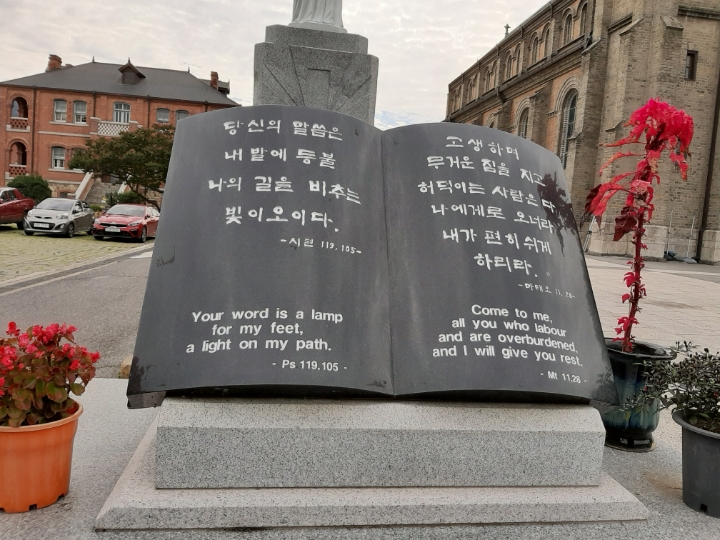 당신의 말씀은
내 발에 등불
나의 길을 비추는
빛이오이다.
-시편 119.105-
Your word is a lamp
for my feet,
a light on my path.
- Ps 119.105 -
고생하며
무거운 짐을 지고
허덕이는 사람은 다
나에게로 오너라
내가 편히 쉬게
하리라.
-마태오 11.28-
Come to me,
all you who labour
and are overburdened,
and I will give you rest.
- Mt 11.28 -